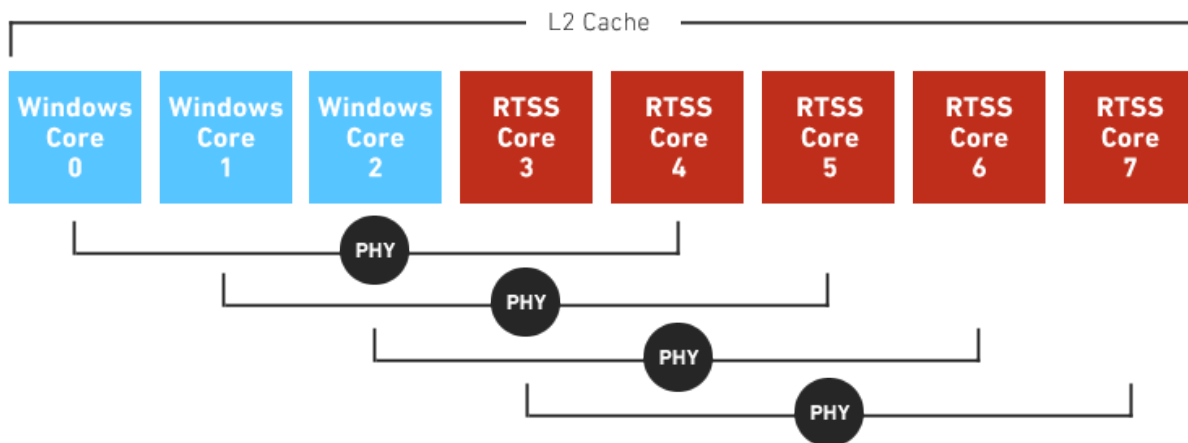 L2 Cache
Windows
Core
0
Windows
Core
1
Windows
Core
2
RTSS
Core
3
RTSS
Core
4
RTSS
Core
5
RTSS
Core
6
RTSS
Core
7
PHY
PHY
PHY
PHY